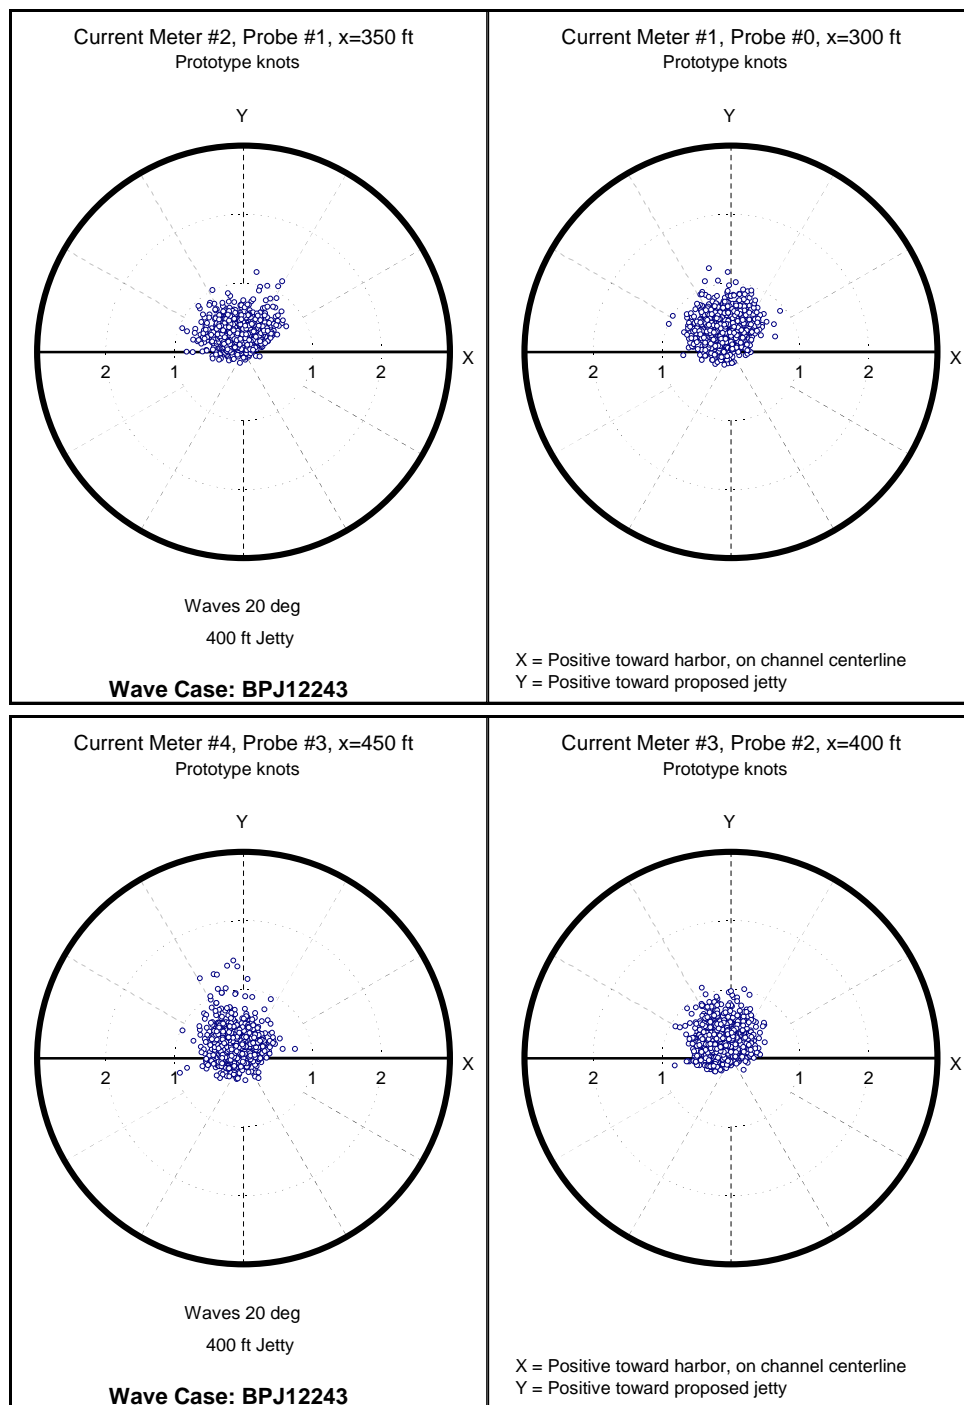 Current Meter #2, Probe #1, x=350 ft
Prototype knots
Y
X
2 1 1 2
Waves 20 deg
400 ft Jetty
Wave Case: BPJ12243
Current Meter #1, Probe #0, x=300 ft
Prototype knots
Y
X
2 1 1 2
X = Positive toward harbor, on channel centerline
Y = Positive toward proposed jetty
Current Meter #4, Probe #3, x=450 ft
Prototype knots
Y
X
2 1 1 2
Waves 20 deg
400 ft Jetty
Wave Case: BPJ12243
Current Meter #3, Probe #2, x=400 ft
Prototype knots
Y
X
2 1 1 2
X = Positive toward harbor, on channel centerline
Y = Positive toward proposed jetty